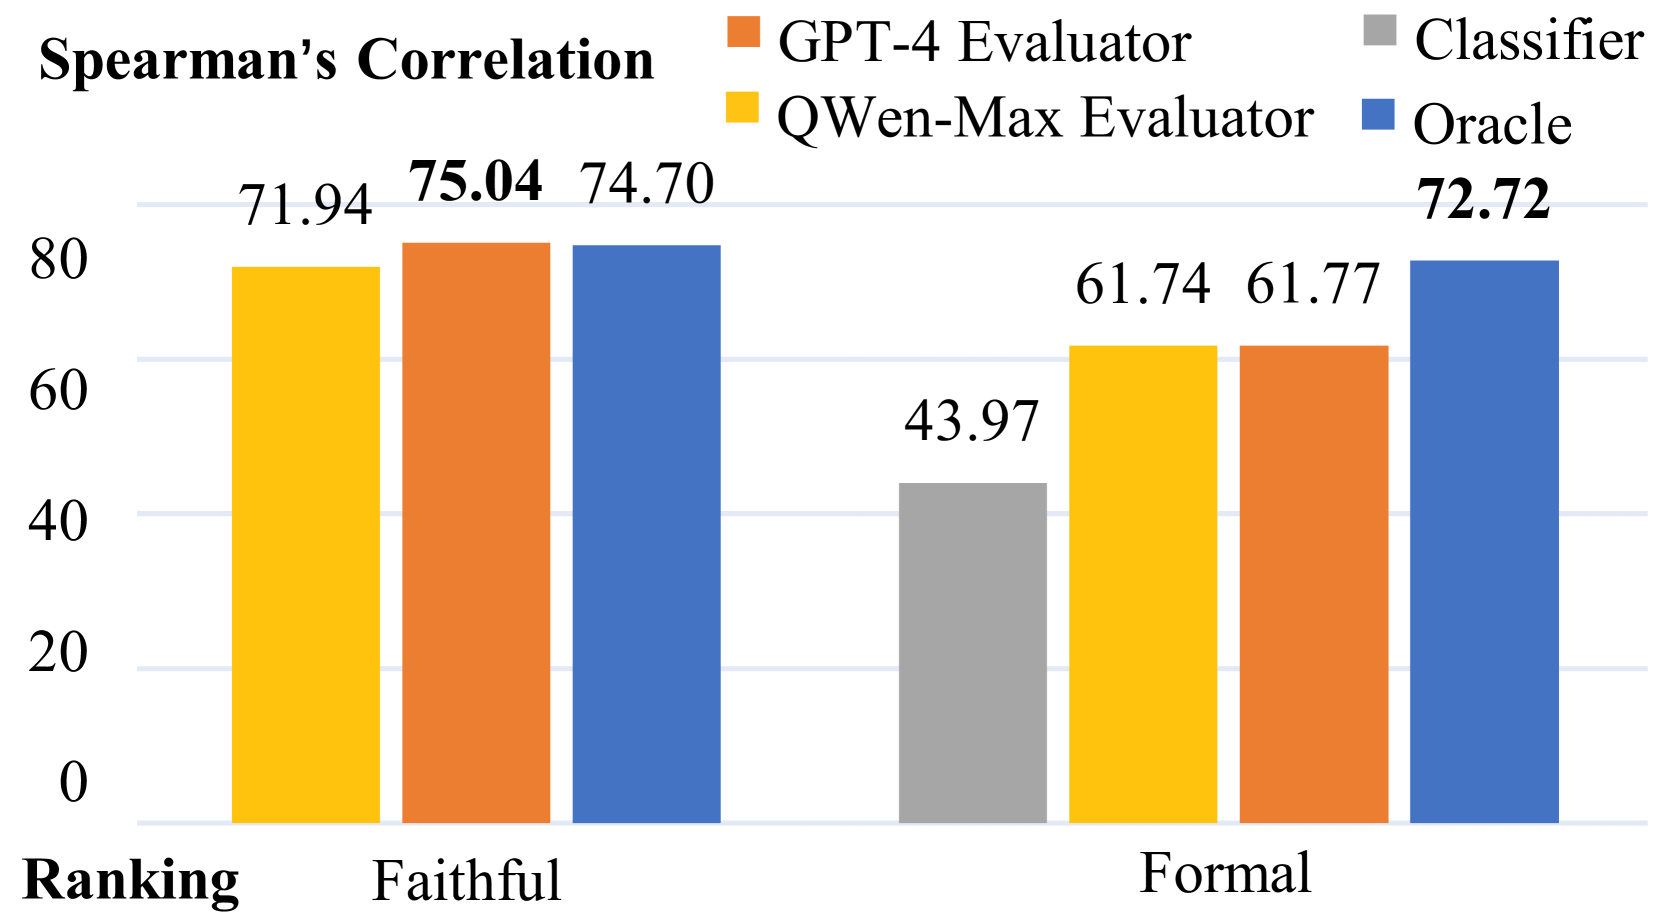 Spearman's Correlation
GPT-4 Evaluator
Classifier
QWen-Max Evaluator
Oracle
71.94
75.04
74.70
72.72
61.74
61.77
43.97
80
60
40
20
0
Ranking
Faithful
Formal